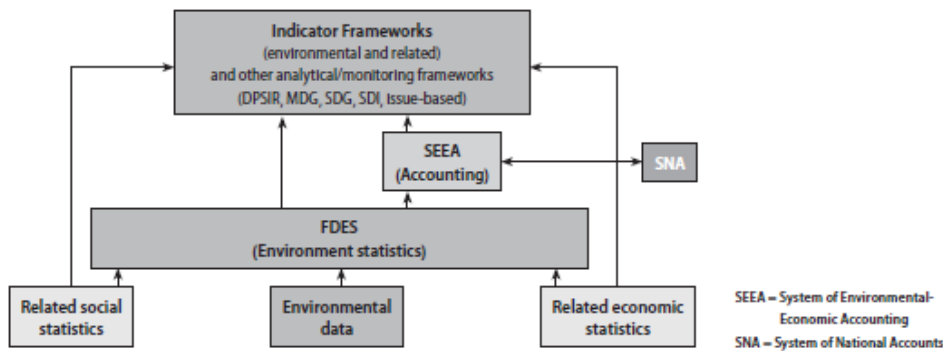 Indicator Frameworks
(environmental and related)
and other analytical/monitoring frameworks
(DPSIR, MDG, SDG, SDI, issue-based)
SEEA
(Accounting)
SNA
FDES
(Environment statistics)
Related social
statistics
Environmental
data
Related economic
statistics
SEEA = System of Environmental-
Economic Accounting
SNA = System of National Accounts